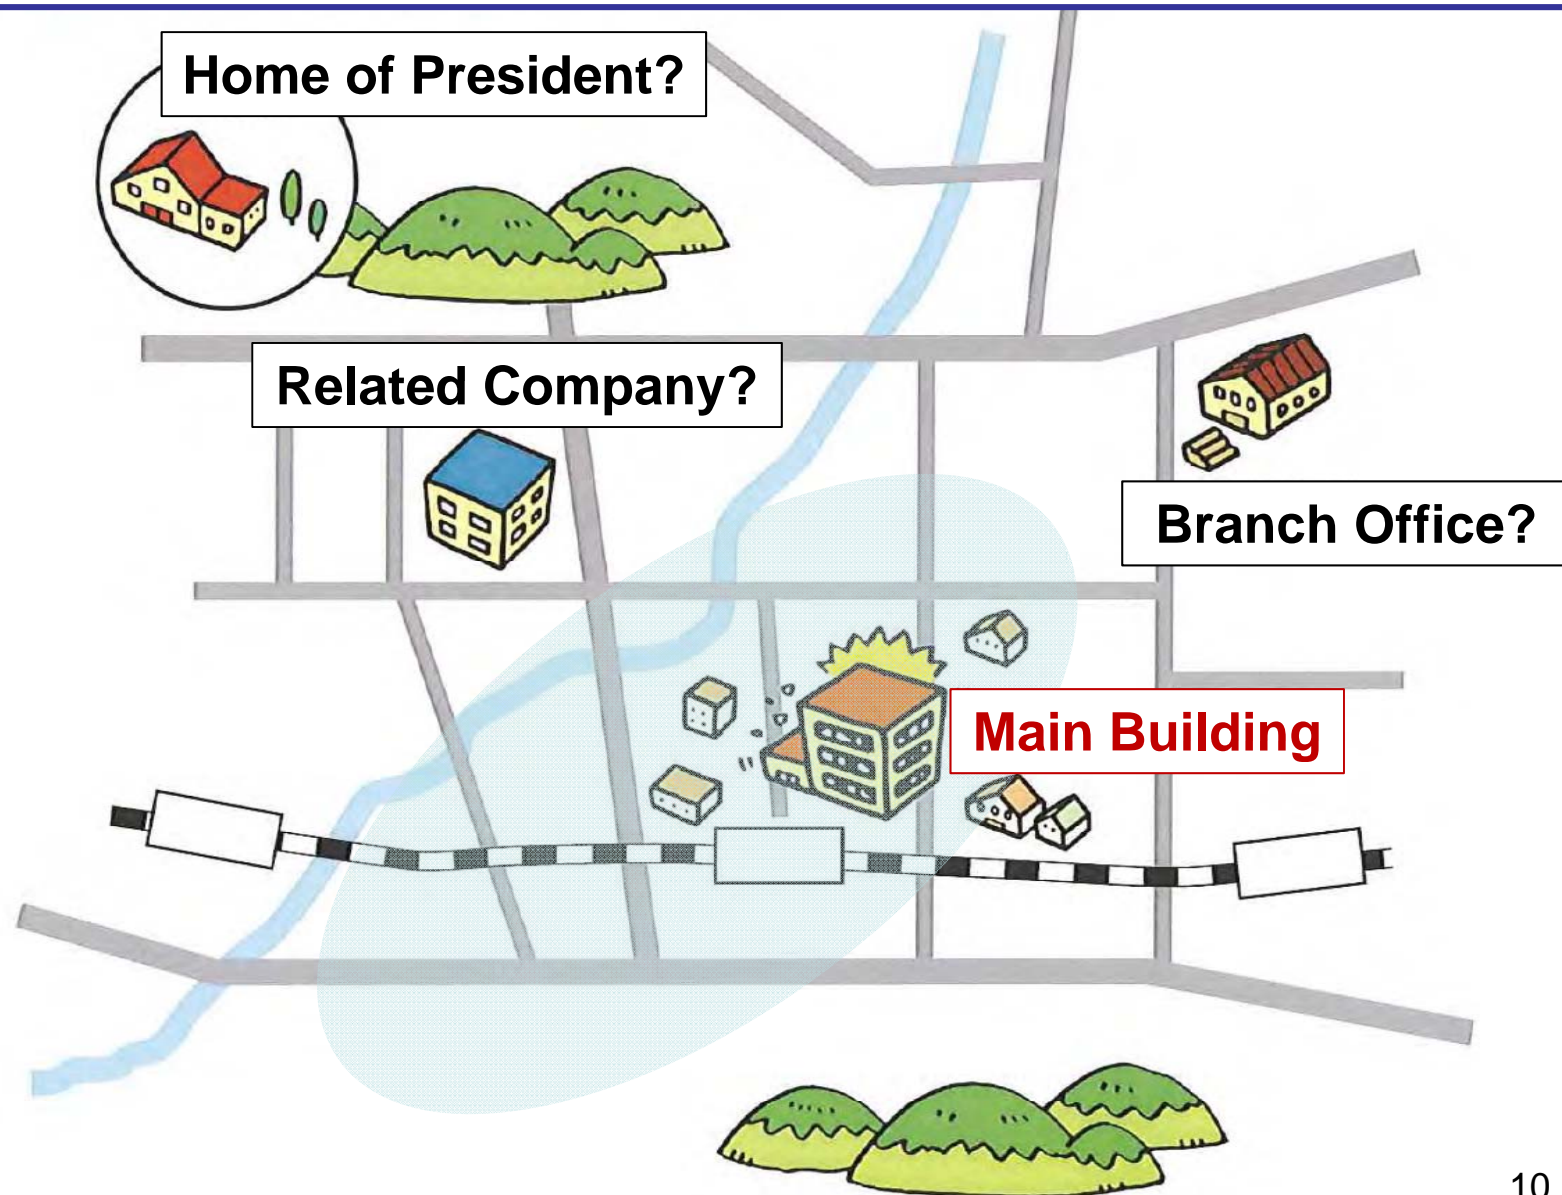 Home of President?
Related Company?
Branch Office?
Main Building
10